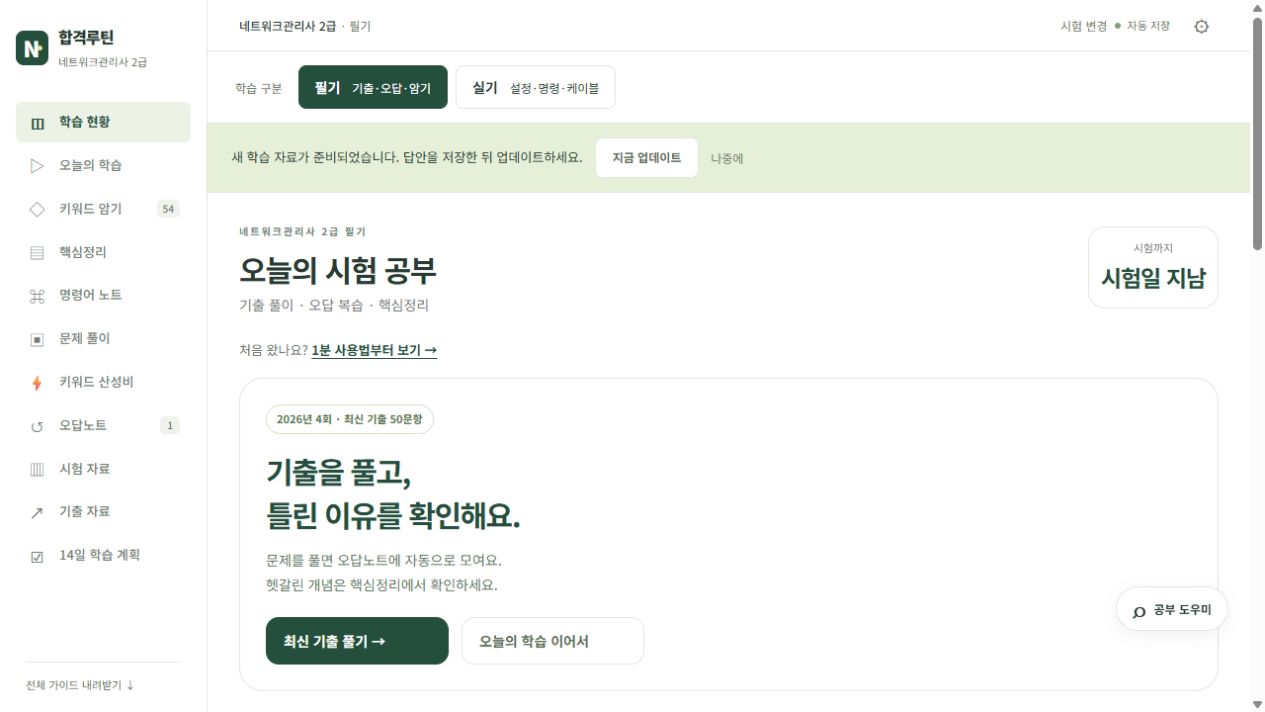 합격루틴
네트워크관리사 2급
학습 현황
오늘의 학습
키워드 암기 54
핵심정리
명령어 노트
문제 풀이
키워드 산성비
오답노트 1
시험 자료
기출 자료
14일 학습 계획
전체 가이드 내려받기 ↓
네트워크관리사 2급 · 필기
시험 변경 자동 저장
학습 구분 필기 기출·오답·암기 실기 설정·명령·케이블
새 학습 자료가 준비되었습니다. 답안을 저장한 뒤 업데이트하세요. 지금 업데이트 나중에
네트워크관리사 2급 필기
오늘의 시험 공부
기출 풀이 · 오답 복습 · 핵심정리
시험까지
시험일 지남
처음 왔나요? 1분 사용법부터 보기 →
2026년 4회 · 최신 기출 50문항
기출을 풀고,
틀린 이유를 확인해요.
문제를 풀면 오답노트에 자동으로 모여요.
헷갈린 개념은 핵심정리에서 확인하세요.
최신 기출 풀기 → 오늘의 학습 이어서
공부 도우미